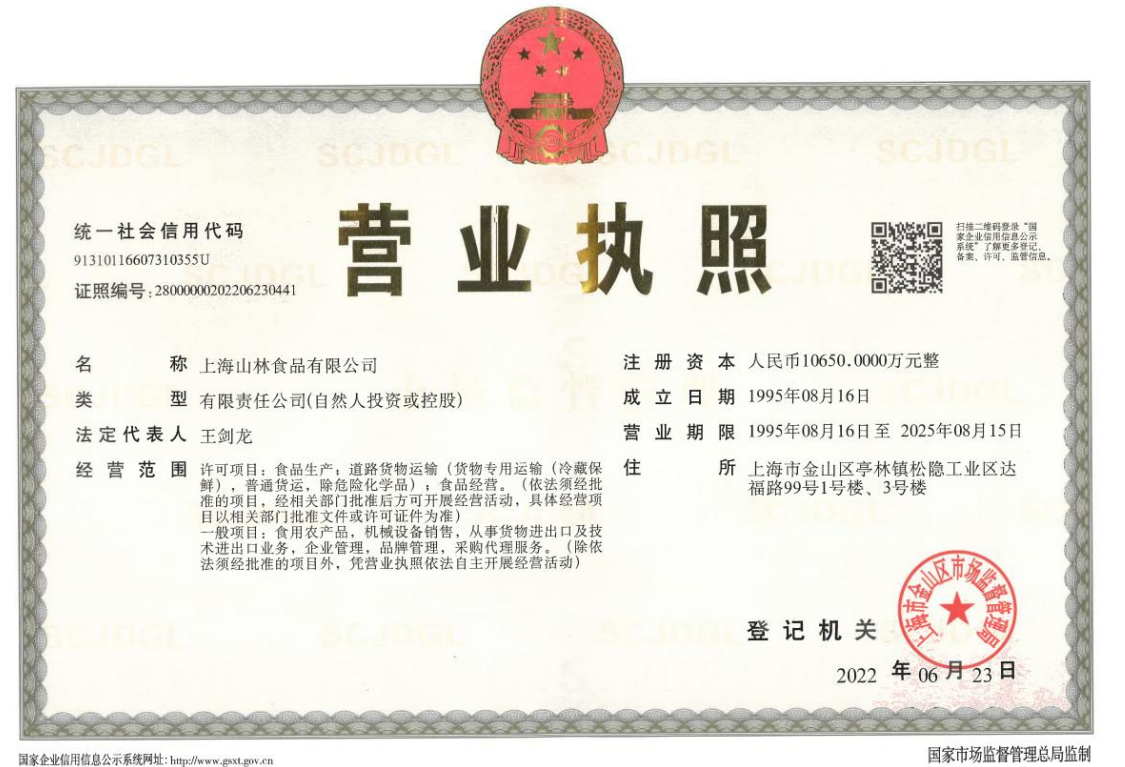 营业执照
统一社会信用代码
91310116607310355U
证照编号:28000000202206230441
扫描二维码登录“国
家企业信用信息公示
系统”了解更多登记、
备案、许可、监管信息。
名称 上海山林食品有限公司
类型 有限责任公司(自然人投资或控股)
法定代表人 王剑龙
经营范围 许可项目：食品生产；道路货物运输（货物专用运输（冷藏保
鲜），普通货运，除危险化学品）；食品经营。（依法须经批
准的项目，经相关部门批准后方可开展经营活动，具体经营项
目以相关部门批准文件或许可证件为准）
一般项目：食用农产品，机械设备销售，从事货物进出口及技
术进出口业务，企业管理，品牌管理，采购代理服务。（除依
法须经批准的项目外，凭营业执照依法自主开展经营活动）
注册资本 人民币10650.0000万元整
成立日期 1995年08月16日
营业期限 1995年08月16日至 2025年08月15日
住所 上海市金山区亭林镇松隐工业区达
福路99号1号楼、3号楼
登记机关
上海市金山区市场监督管理局
2022 年 06 月 23 日
国家企业信用信息公示系统网址: http://www.gsxt.gov.cn
国家市场监督管理总局监制
SCJDGL